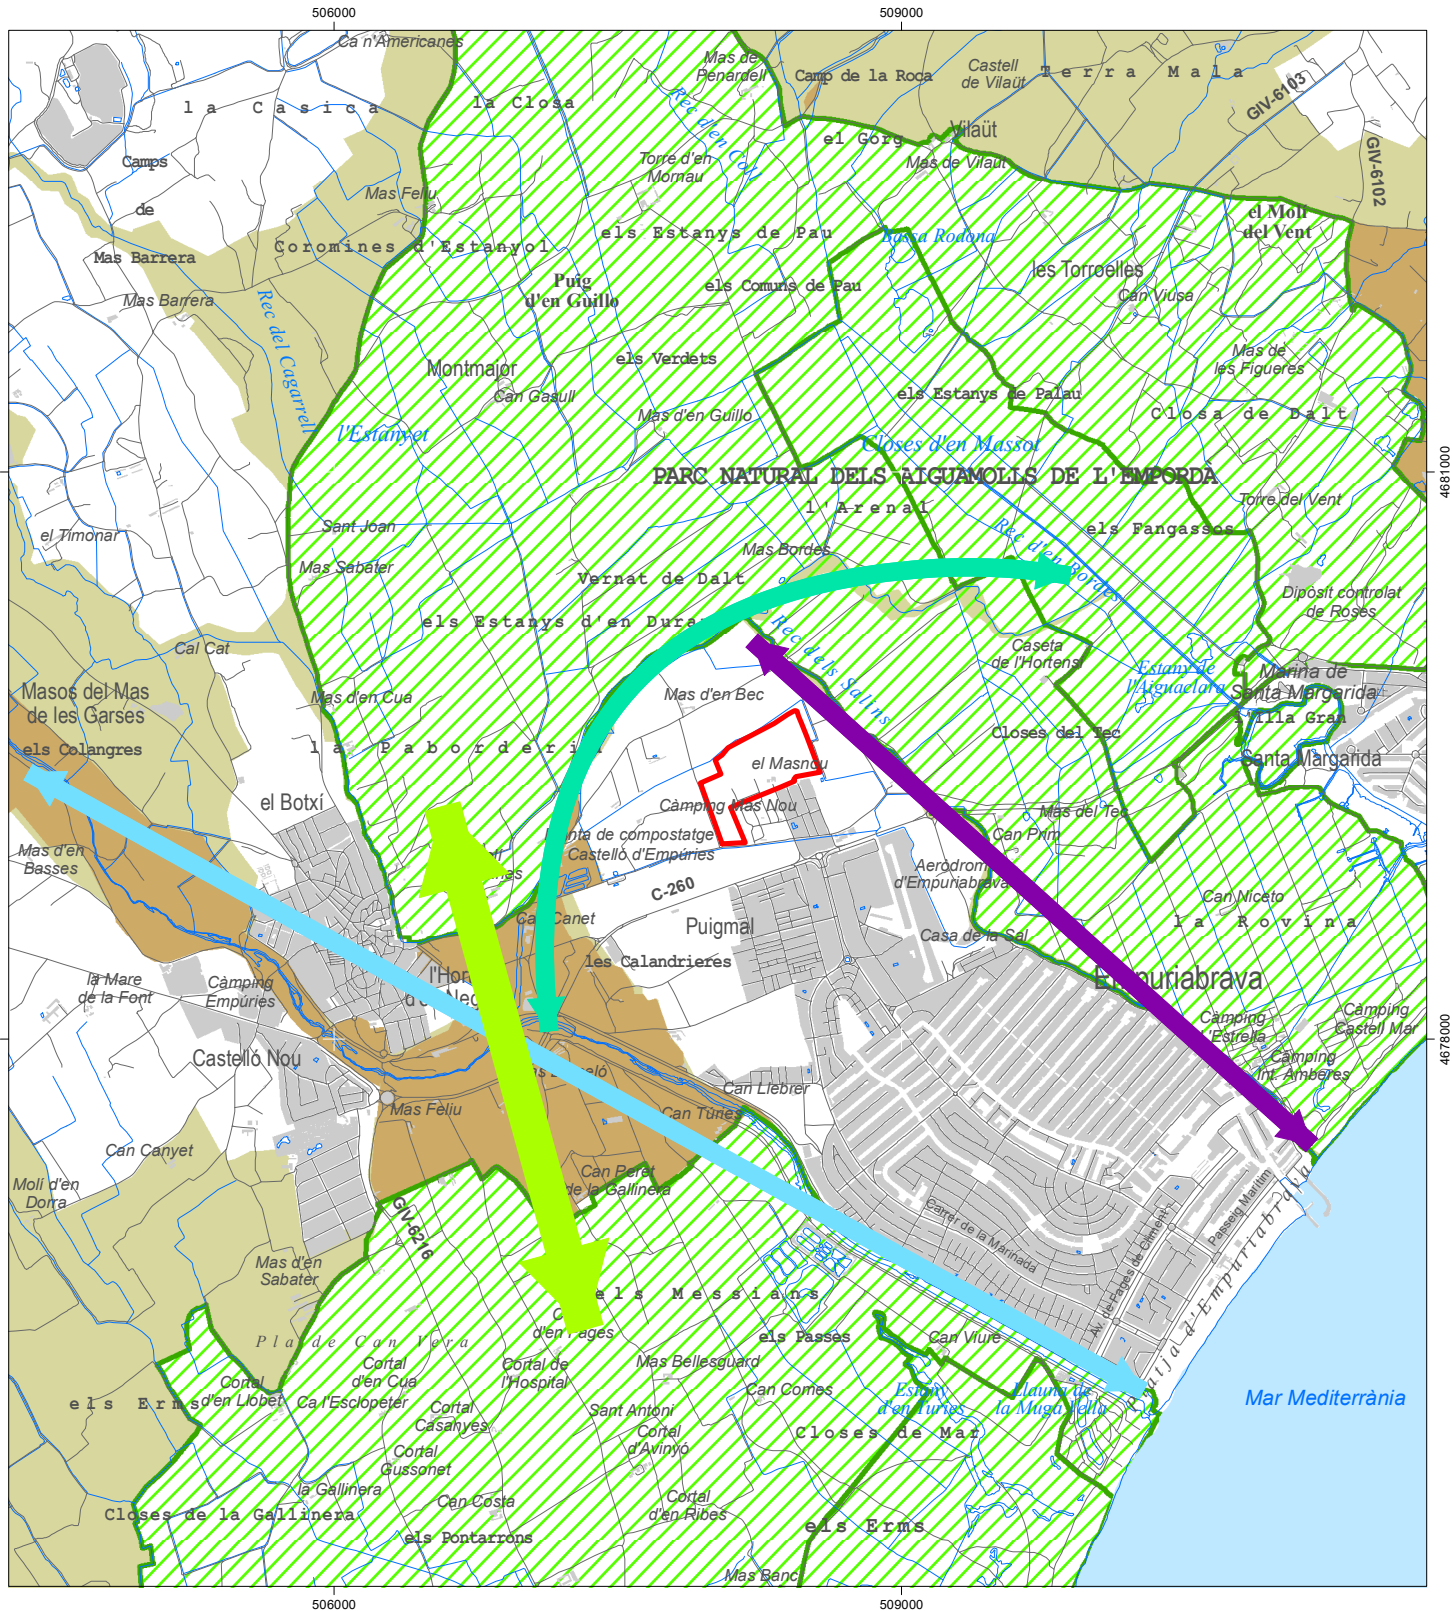 506000
509000
Ca n'Americanes
la Casica
la Closa
Mas de
Penardell
Camp de la Roca
Castell
de Vilaüt
Terra Mala
GIV-6103
GIV-6102
Rec d'en Coll
el Gorg
Vilaüt
Mas de Vilaüt
Camps
de
Mas Barrera
Torre d'en
Mornau
Mas Feliu
Coromines d'Estanyol
els Estanys de Pau
Bassa Rodona
el Molí
del Vent
Mas Barrera
Rec del Cagarrell
Puig
d'en Guillo
els Comuns de Pau
les Torroelles
Can Viusa
els Verdets
Montmajor
Can Gasull
Mas de
les Figueres
els Estanys de Palau
Closa de Dalt
Mas d'en Guillo
l'Estanyet
Closes d'en Massot
PARC NATURAL DELS AIGUAMOLLS DE L'EMPORDÀ
4681000
l'Arenal
Torre del Vent
el Timonar
Sant Joan
Rec d'en Bordes
els Fangassos
Mas Bordes
Mas Sabater
Vernat de Dalt
Dipòsit controlat
de Roses
els Estanys d'en Dura
Cal Cat
Rec dels Salins
Caseta
de l'Hortensi
Estany de
l'Aiguaclara
Marina de
Santa Margarida
Masos del Mas
de les Garses
Mas d'en Cua
Mas d'en Bec
l'Illa Gran
els Colangres
la Paborderia
Closes del Tec
Santa Margarida
el Masnou
el Botxí
Càmping Mas Nou
Mas del Tec
nta de compostatge
Castelló d'Empúries
Can Prim
Mas d'en
Basses
Aeròdrom
d'Empuriabrava
C-260
Can Niceto
la Rovina
Can Canet
Puigmal
Casa de la Sal
les Calandrieres
la Mare
de la Font
Càmping
Empúries
l'Hor
Empuriabrava
Càmping
Castell Mar
Càmping
l'Estrella
4678000
Castelló Nou
Càmping
Int. Amberes
Can Llebrer
Mas Feliu
Can Tunes
Can Canyet
Can Peret
de la Gallinera
Molí d'en
Dorra
GIV-6216
Carrer de la Marinada
Av. de Pages de Climent
Passeig Marítim
Platja d'Empuriabrava
Mas d'en
Sabater
els Messians
d'en Pages
els Passes
Can Viure
Pla de Can Vera
Cortal
d'en Cua
Cortal de
l'Hospital
Mas Bellesguard
Cortal
d'en Llobet
Ca l'Esclopeter
Can Comes
Estany
d'en Turies
Llauna de
la Muga Vella
Mar Mediterrània
els Erms
Cortal
Casanyes
Sant Antoni
Cortal
d'Avinyó
Closes de Mar
Cortal
Gussonet
la Gallinera
Can Costa
Cortal
d'en Ribes
Closes de la Gallinera
els Pontarrons
els Erms
Mas Banc
506000
509000